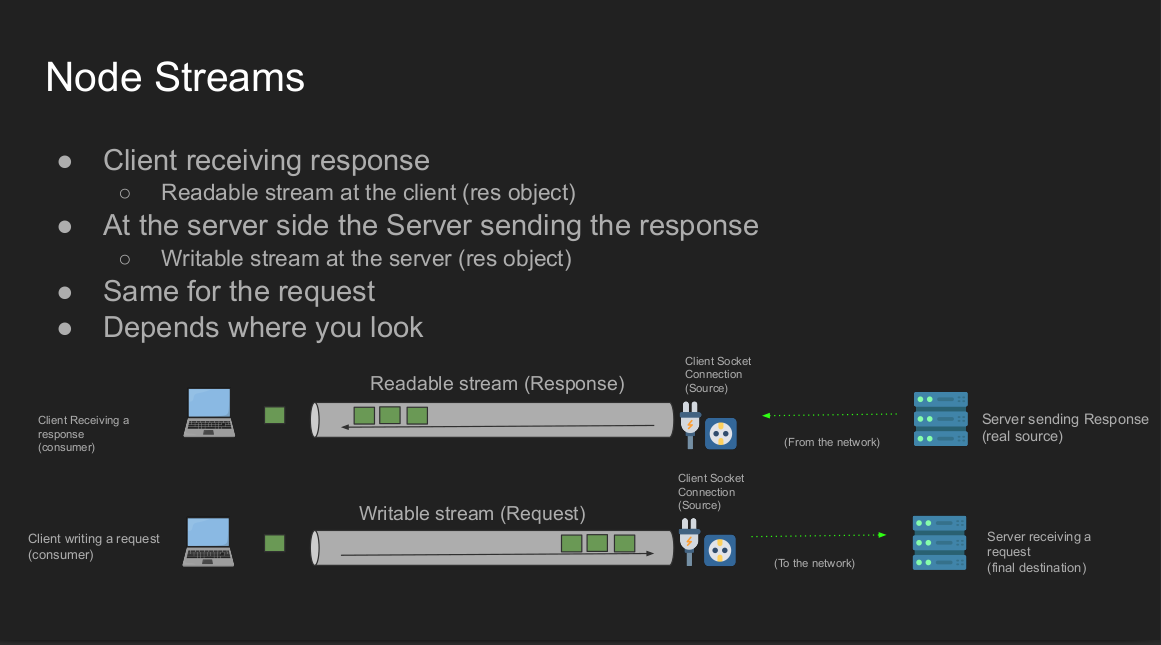 Node Streams
● Client receiving response
○ Readable stream at the client (res object)
● At the server side the Server sending the response
○ Writable stream at the server (res object)
● Same for the request
● Depends where you look
Client Socket
Connection
(Source)
Readable stream (Response)
Client Receiving a
response
(consumer)
(From the network)
Server sending Response
(real source)
Client Socket
Connection
(Source)
Writable stream (Request)
Client writing a request
(consumer)
(To the network)
Server receiving a
request
(final destination)